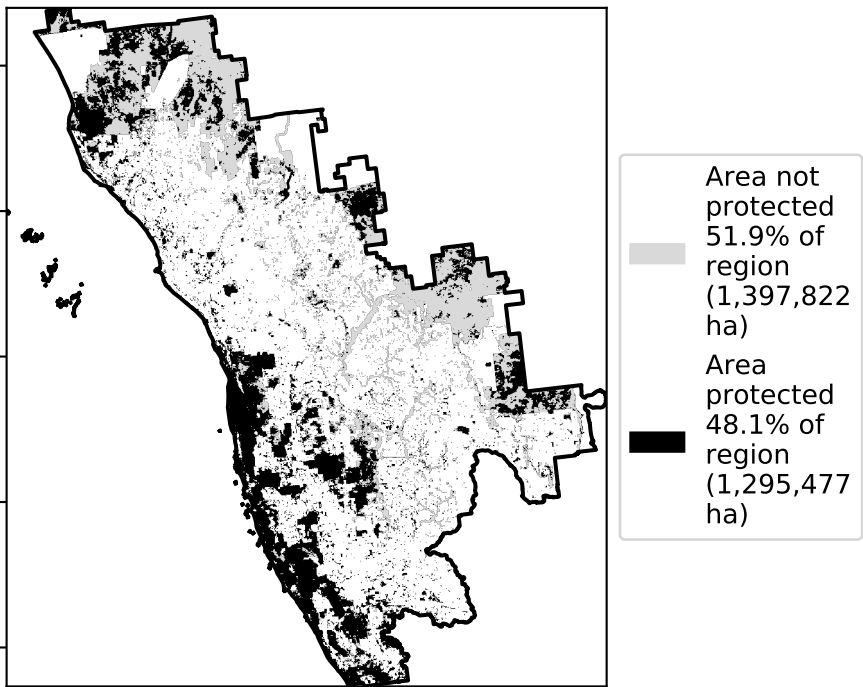 Area not
protected
51.9% of
region
(1,397,822
ha)
Area
protected
48.1% of
region
(1,295,477
ha)